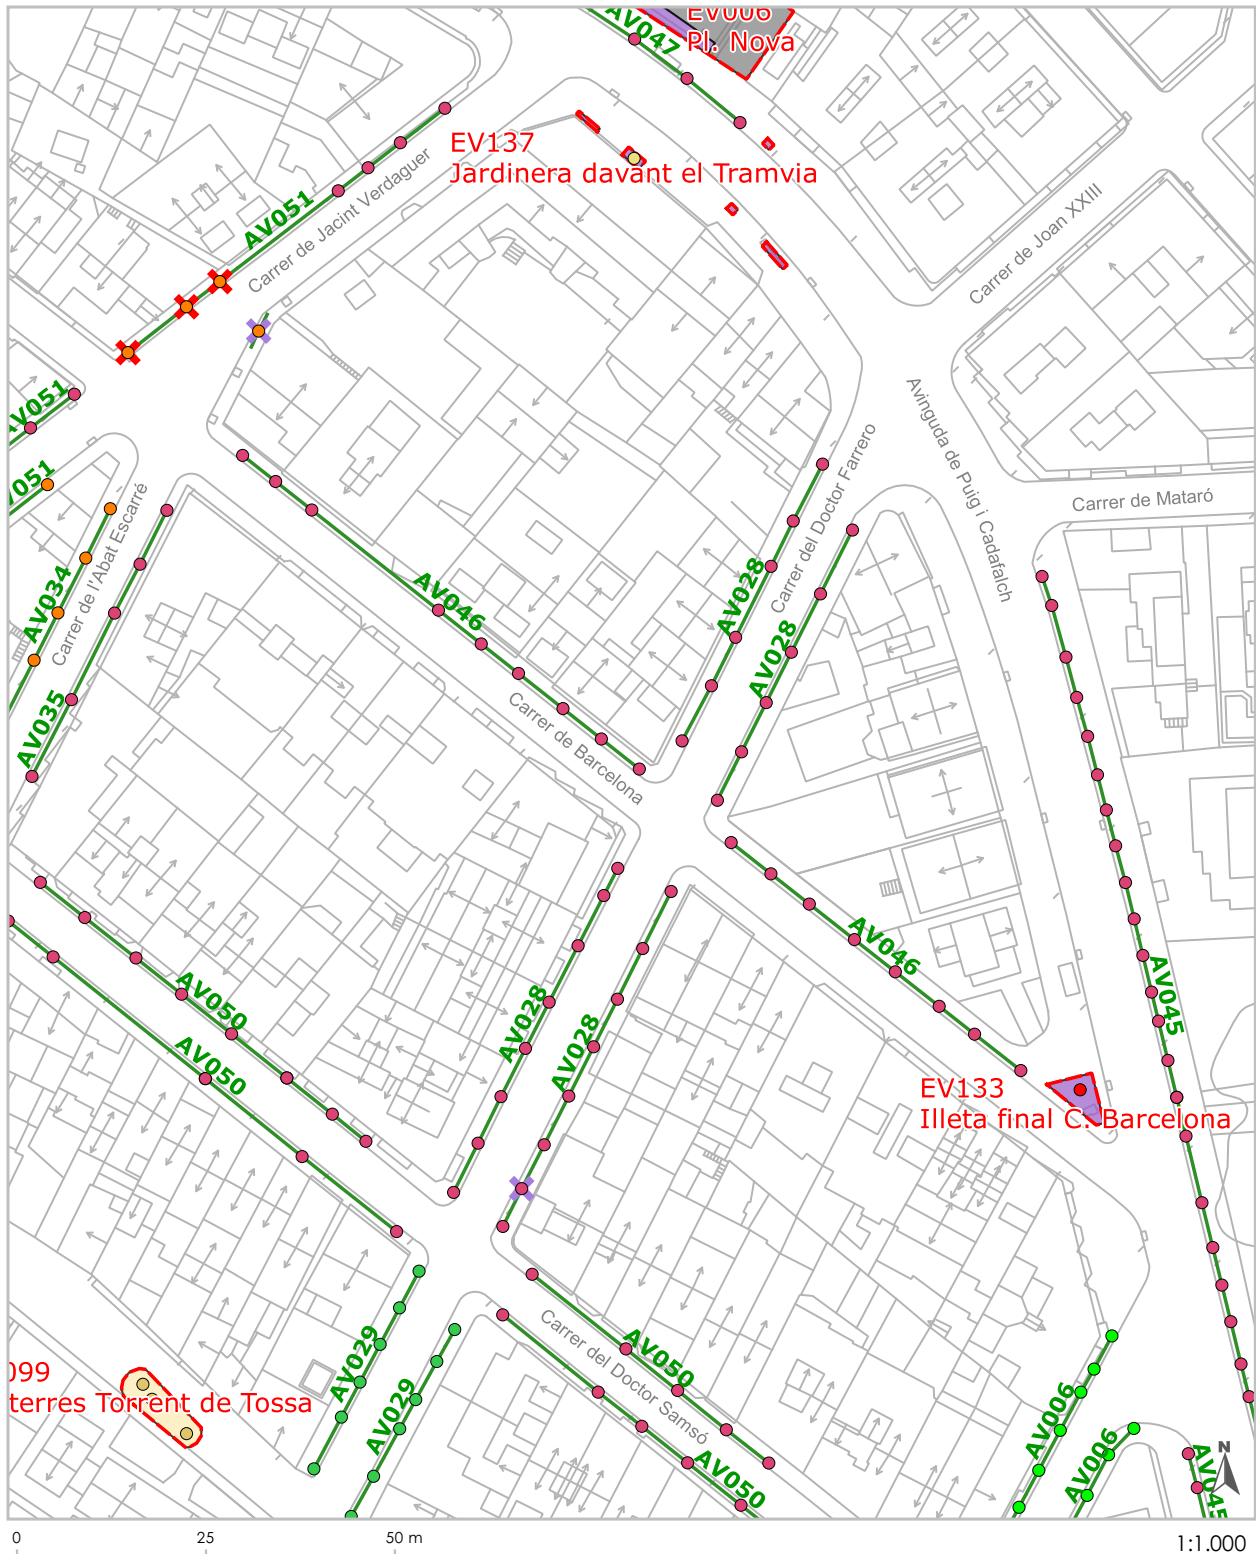 EV006
Pl. Nova
AV047
EV137
Jardinera davant el Tramvia
AV051
Carrer de Jacint Verdaguer
Carrer de Joan XXIII
AV051
Avinguda de Puig i Cadafalch
Carrer del Doctor Farrero
Carrer de Mataró
V051
Carrer de l'Abat Escarré
AV034
AV046
AV028
AV028
AV035
Carrer de Barcelona
AV046
AV045
AV050
AV050
AV028
AV028
EV133
Illeta final C. Barcelona
Carrer del Doctor Samsó
AV050
AV029
AV029
099
terres Torrent de Tossa
AV006
AV006
AV045
AV050
N
0 25 50 m
1:1.000